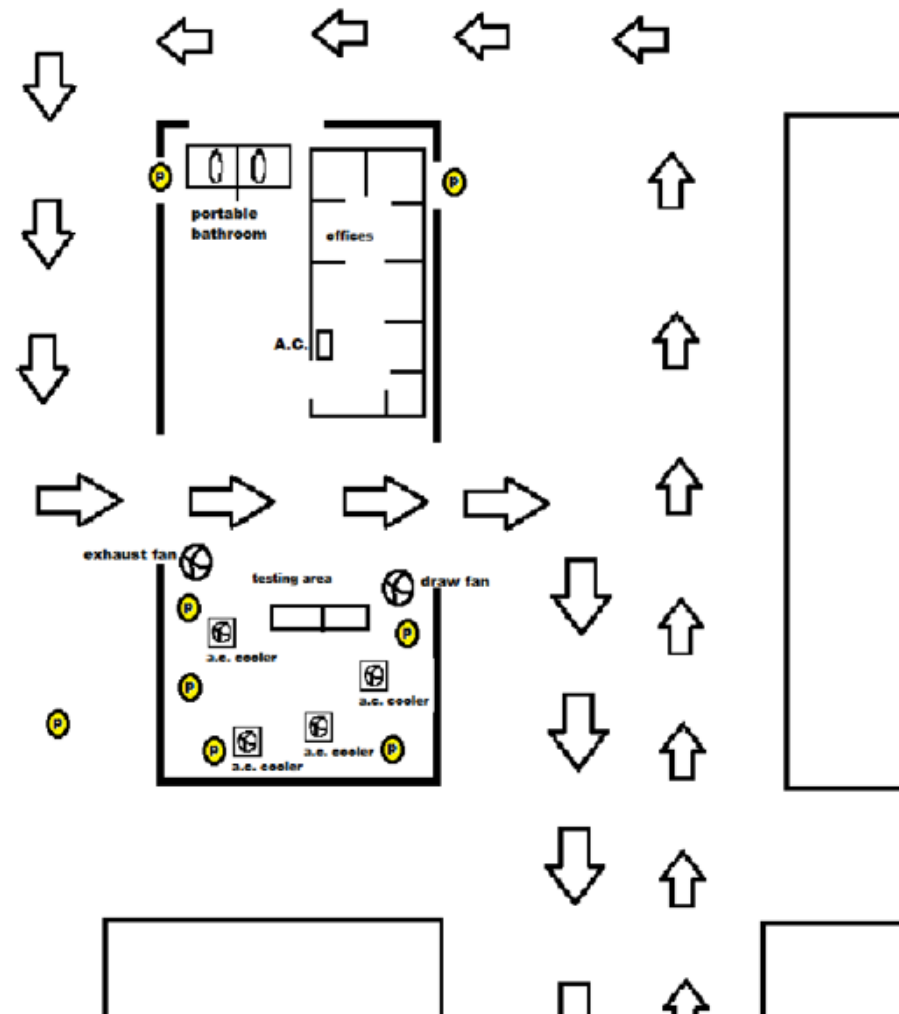 P
P
portable
bathroom
offices
A.C.
exhaust fan
testing area
draw fan
P
P
a.c. cooler
P
a.c. cooler
P
P
a.c. cooler
P
a.c. cooler